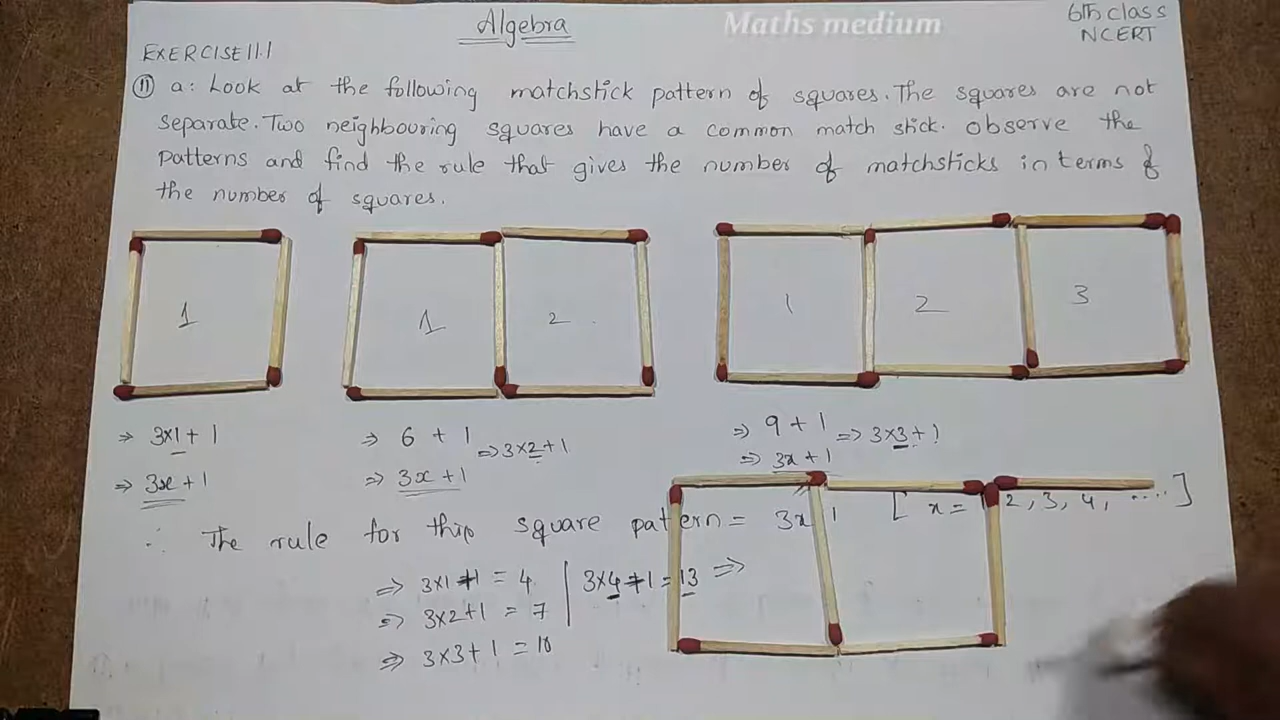 Algebra
Maths medium
6th class
NCERT
EXERCISE 11.1
11 a: Look at the following matchstick pattern of squares. The squares are not
separate. Two neighbouring squares have a common match stick. Observe the
Patterns and find the rule that gives the number of matchsticks in terms of
the number of squares.
1
1 2
1 2 3
⇒ 3×1+1
⇒ 3x+1
⇒ 6 + 1 ⇒ 3×2+1
⇒ 3x+1
⇒ 9+1 ⇒ 3×3+1
⇒ 3x+1
∴ The rule for this square pattern = 3x 1 [ x = 2, 3, 4, ....]
⇒ 3×1+1 = 4
⇒ 3×2+1 = 7
⇒ 3×3+1 = 10
3×4+1=13 ⇒